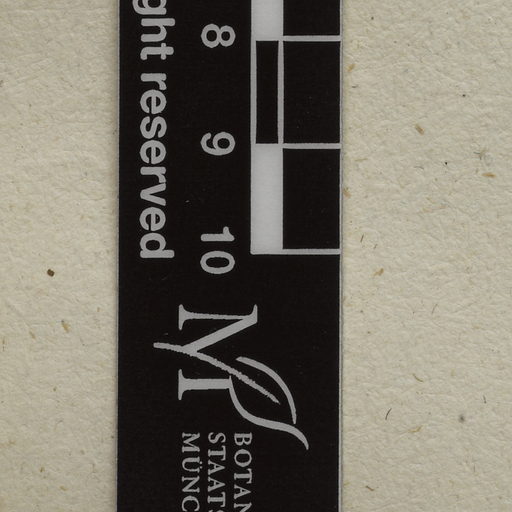 ght reserved
8
9
10
M
BOTAN
STAATS
MÜNC